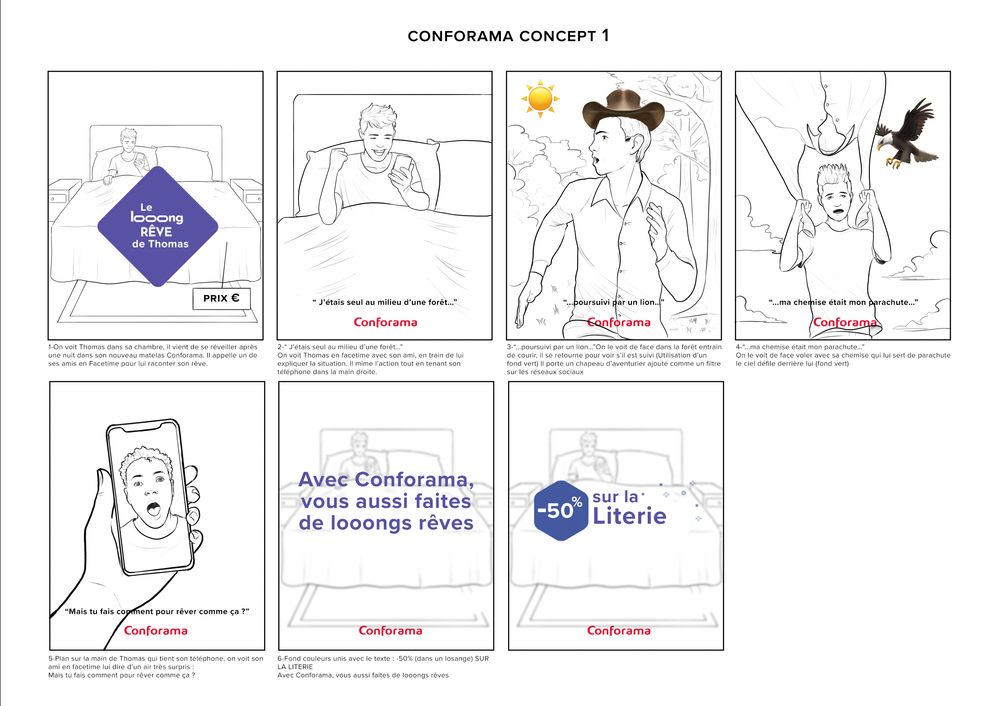 CONFORAMA CONCEPT 1
Le
looong
RÊVE
de Thomas
PRIX €
1-On voit Thomas dans sa chambre, il vient de se réveiller après
une nuit dans son nouveau matelas Conforama. Il appelle un de
ses amis en Facetime pour lui raconter son rêve.
“ J’étais seul au milieu d’une forêt...”
Conforama
2-“ J’étais seul au milieu d’une forêt...”
On voit Thomas en facetime avec son ami, en train de lui
expliquer la situation. Il mime l’action tout en tenant son
téléphone dans la main droite.
“...poursuivi par un lion...”
Conforama
3-“...poursuivi par un lion...”On le voit de face dans la forêt entrain
de courir, il se retourne pour voir s’il est suivi (Utilisation d’un
fond vert) Il porte un chapeau d’aventurier ajouté comme un filtre
sur les réseaux sociaux
“...ma chemise était mon parachute...”
Conforama
4-“...ma chemise était mon parachute...”
On le voit de face voler avec sa chemise qui lui sert de parachute
le ciel défile derrière lui (fond vert)
“Mais tu fais comment pour rêver comme ça ?”
Conforama
5-Plan sur la main de Thomas qui tient son téléphone, on voit son
ami en facetime lui dire d’un air très surpris :
Mais tu fais comment pour rêver comme ça ?
Avec Conforama,
vous aussi faites
de looongs rêves
Conforama
6-Fond couleurs unis avec le texte : -50% (dans un losange) SUR
LA LITERIE
Avec Conforama, vous aussi faites de looongs rêves
-50%
sur la
Literie
Conforama